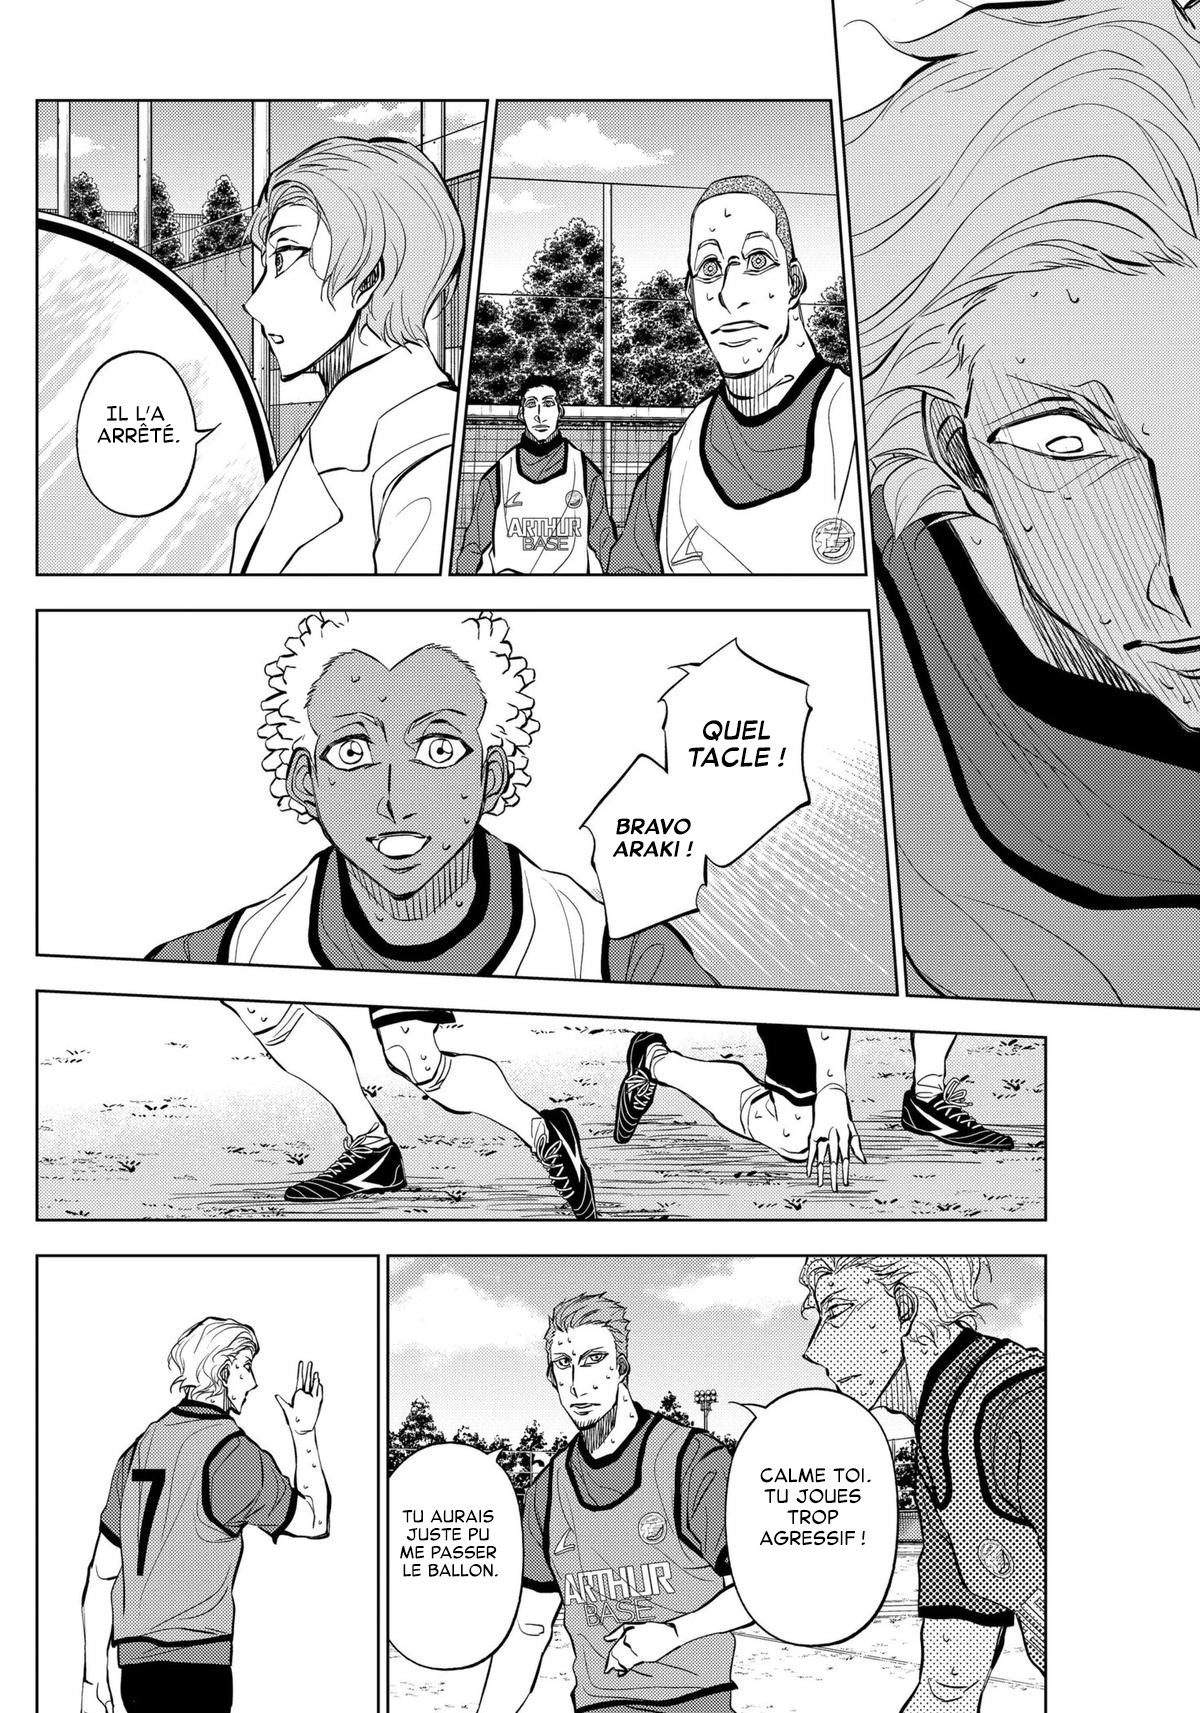 ARTHUR
BASE
IL L'A
ARRÊTÉ.
QUEL
TACLE !
BRAVO
ARAKI !
CALME TOI.
TU JOUES
TROP
AGRESSIF !
TU AURAIS
JUSTE PU
ME PASSER
LE BALLON.
ARTHUR
BASE
7